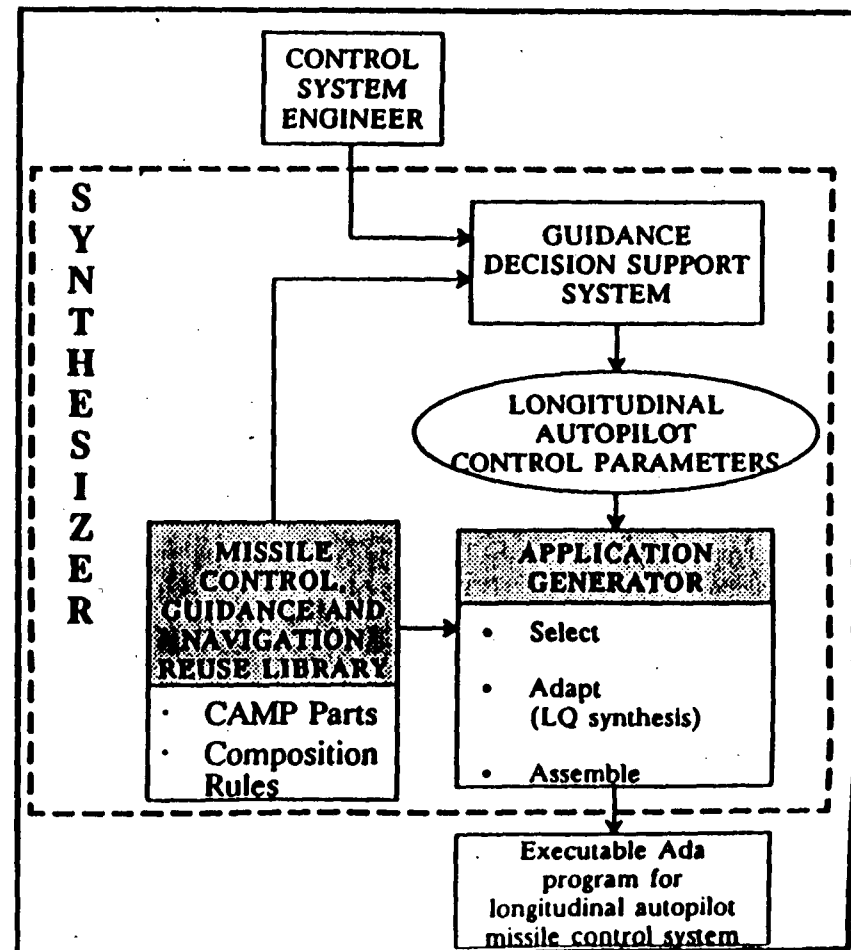 CONTROL
SYSTEM
ENGINEER
SYNTHESIZER
GUIDANCE
DECISION SUPPORT
SYSTEM
LONGITUDINAL
AUTOPILOT
CONTROL PARAMETERS
MISSILE
CONTROL
GUIDANCE AND
NAVIGATION
REUSE LIBRARY
· CAMP Parts
· Composition
Rules
APPLICATION
GENERATOR
• Select
• Adapt
(LQ synthesis)
• Assemble
Executable Ada
program for
longitudinal autopilot
missile control system